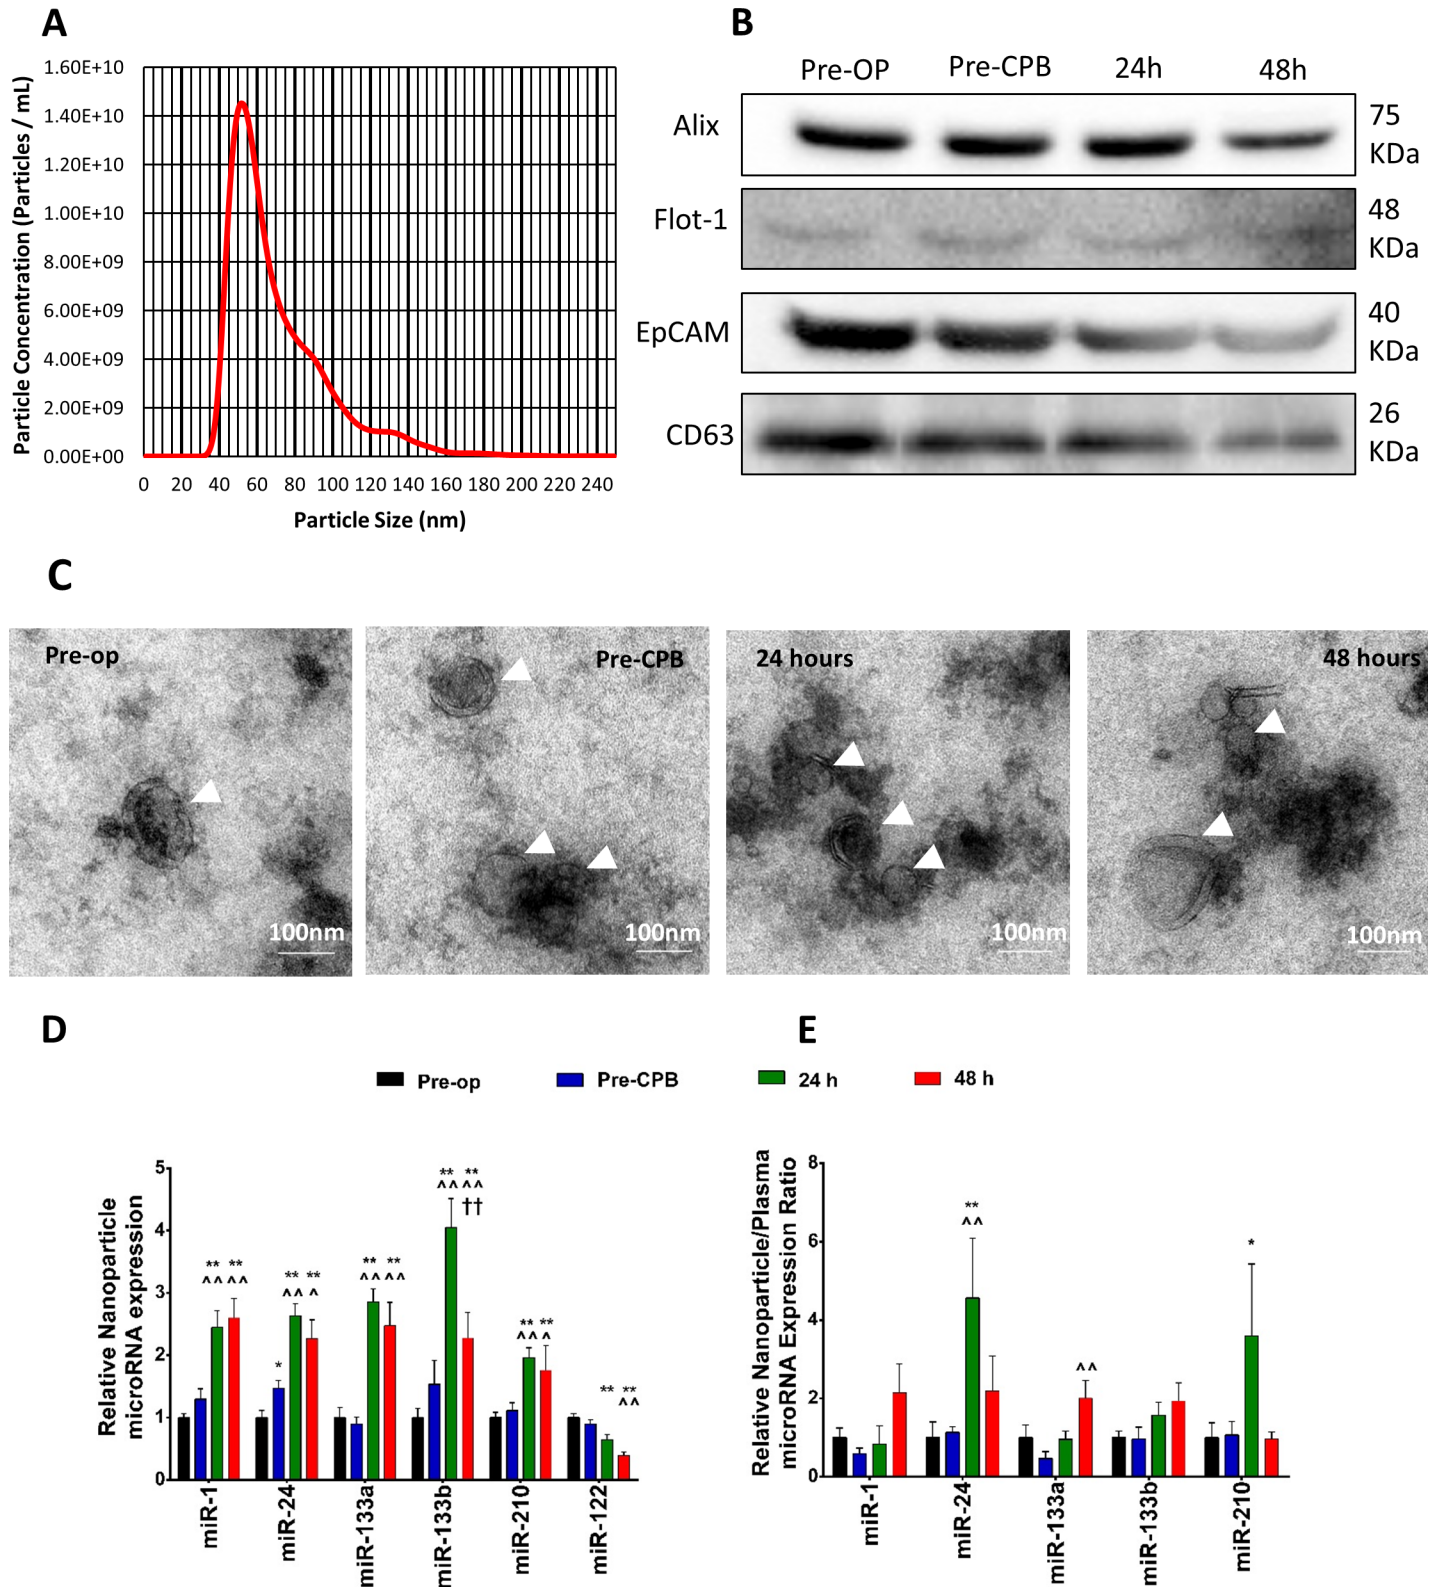 A
Particle Concentration (Particles / mL)
1.60E+10
1.40E+10
1.20E+10
1.00E+10
8.00E+09
6.00E+09
4.00E+09
2.00E+09
0.00E+00
0 20 40 60 80 100 120 140 160 180 200 220 240
Particle Size (nm)
B
Pre-OP Pre-CPB 24h 48h
Alix
75
KDa
Flot-1
48
KDa
EpCAM
40
KDa
CD63
26
KDa
C
Pre-op
100nm
Pre-CPB
100nm
24 hours
100nm
48 hours
100nm
D
E
Pre-op Pre-CPB 24 h 48 h
Relative Nanoparticle
microRNA expression
5
4
3
2
1
0
** **
^^ ^^
* ** **
^^ ^
** **
^^ ^^
** **
^^ ^^
††
** **
^^ ^
** **
^^
miR-1
miR-24
miR-133a
miR-133b
miR-210
miR-122
Relative Nanoparticle/Plasma
microRNA Expression Ratio
8
6
4
2
0
**
^^
^^
*
miR-1
miR-24
miR-133a
miR-133b
miR-210